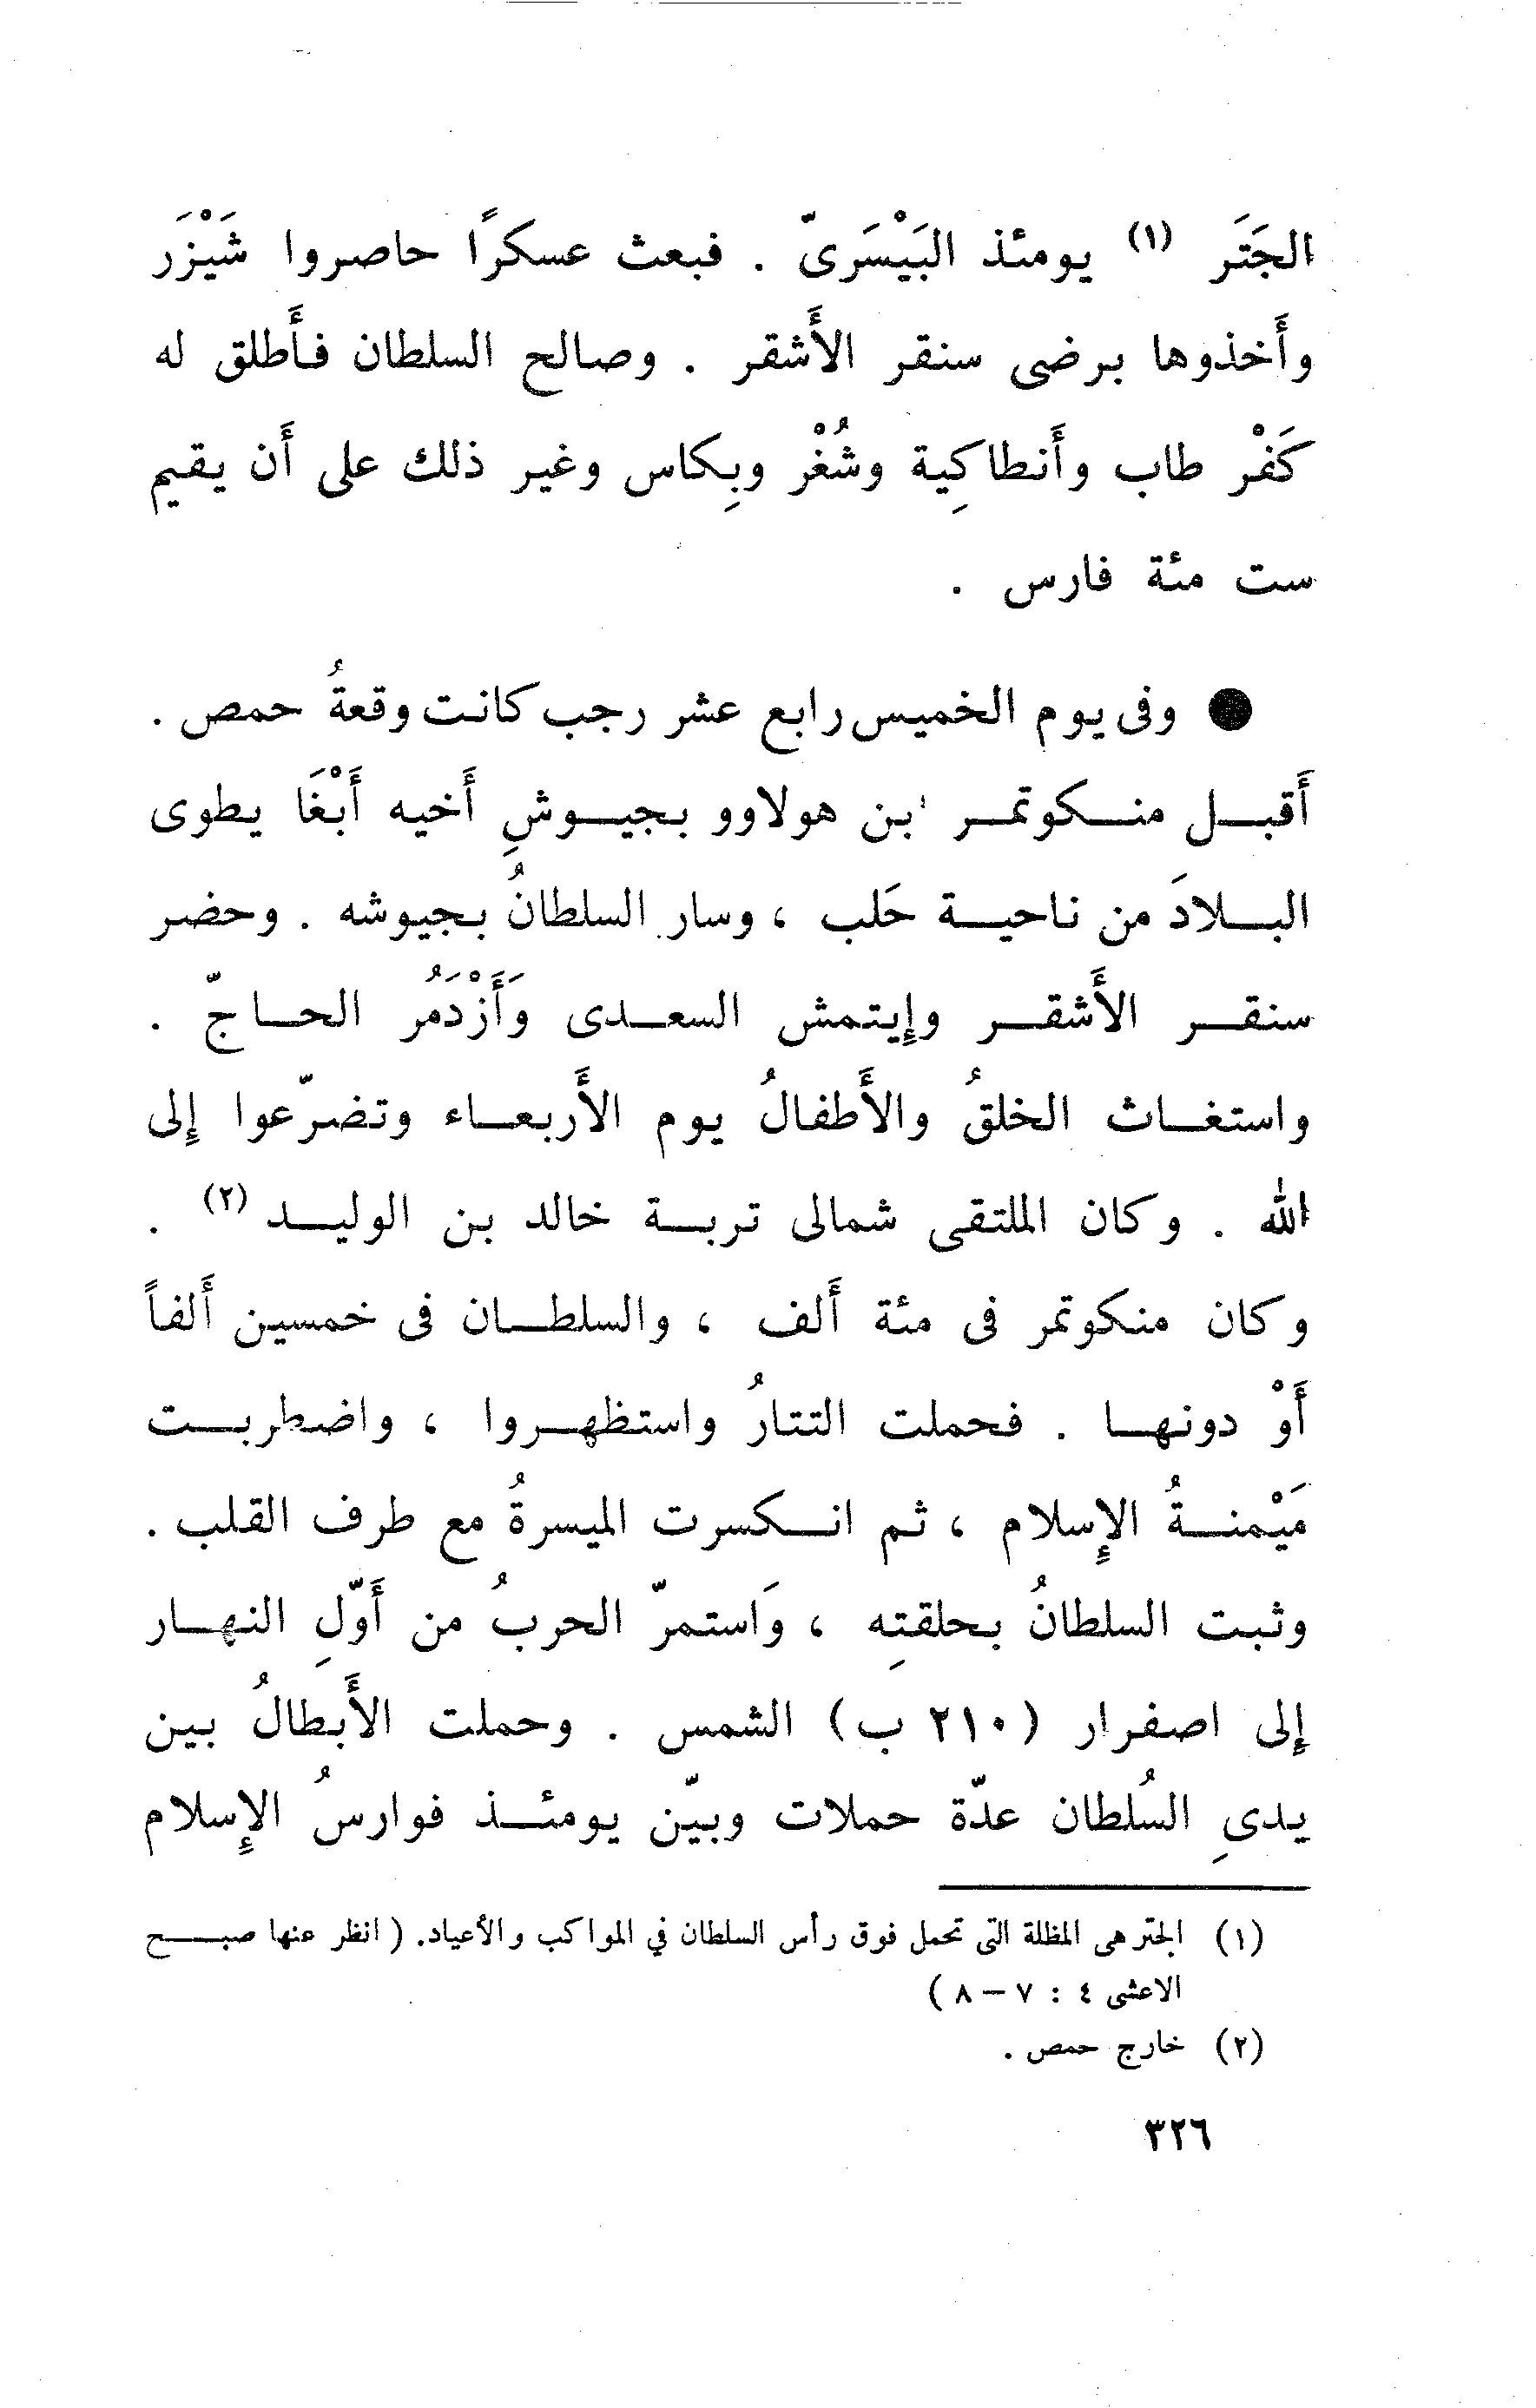 الجَتَر (١) يومئذ البَيْسَرىّ . فبعث عسكرًا حاصروا شَيْزَر
وأَخذوها برضى سنقر الأَشقر . وصالح السلطان فأَطلق له
كَفْر طاب وأَنطاكِية وشُغْر وبِكاس وغير ذلك على أَن يقيم
ست مئة فارس .
● وفى يوم الخميس رابع عشر رجب كانت وقعةُ حمص .
أَقبل منكوتمر ابن هولاوو بجيوشِ أَخيه أَبْغَا يطوى
البلادَ من ناحية حَلب ، وسار السلطانُ بجيوشه . وحضر
سنقر الأَشقر وإيتمش السعدى وَأَزْدَمُر الحاجّ .
واستغاث الخلقُ والأَطفالُ يوم الأَربعاء وتضرّعوا إلى
الله . وكان الملتقى شمالى تربة خالد بن الوليد (٢) .
وكان منكوتمر فى مئة أَلف ، والسلطان فى خمسين أَلفاً
أَوْ دونها . فحملت التتارُ واستظهروا ، واضطربت
مَيْمنةُ الإسلام ، ثم انكسرت الميسرةُ مع طرف القلب .
وثبت السلطانُ بحلقتِه ، وَاستمرّ الحربُ من أَوّلِ النهار
إلى اصفرار (٢١٠ ب) الشمس . وحملت الأَبطالُ بين
يدىِ السُلطان عدّة حملات وبيّن يومئذ فوارسُ الإسلام
(١) الجتر هى المظلة التى تحمل فوق رأس السلطان في المواكب والأعياد. ( انظر عنها صبح
الاعشى ٤ : ٧ – ٨ )
(٢) خارج حمص .
٣٢٦